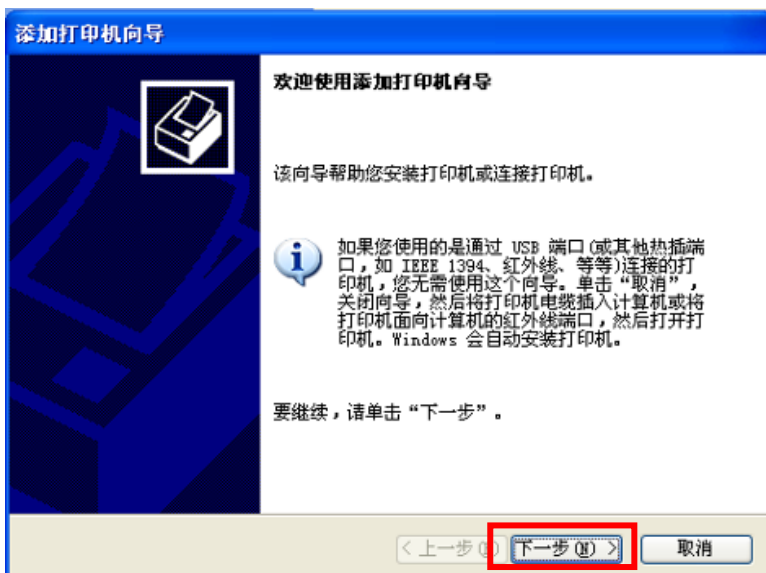 添加打印机向导
欢迎使用添加打印机向导
该向导帮助您安装打印机或连接打印机。
如果您使用的是通过 USB 端口(或其他热插端
口，如 IEEE 1394、红外线、等等)连接的打
印机，您无需使用这个向导。单击“取消”，
关闭向导，然后将打印机电缆插入计算机或将
打印机面向计算机的红外线端口，然后打开打
印机。Windows 会自动安装打印机。
要继续，请单击“下一步”。
< 上一步(B) 下一步(N) > 取消